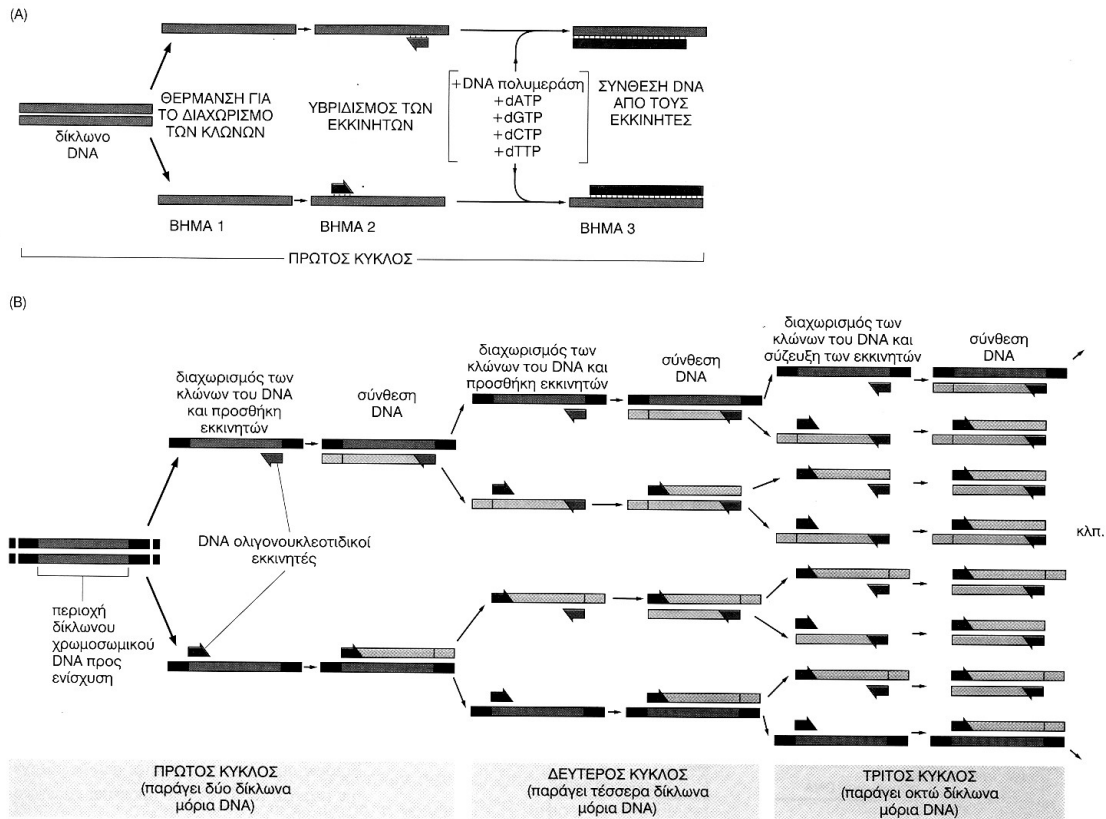 (A)
δίκλωνο
DNA
ΘΕΡΜΑΝΣΗ ΓΙΑ
ΤΟ ΔΙΑΧΩΡΙΣΜΟ
ΤΩΝ ΚΛΩΝΩΝ
ΥΒΡΙΔΙΣΜΟΣ ΤΩΝ
ΕΚΚΙΝΗΤΩΝ
+DNA πολυμεράση
+dATP
+dGTP
+dCTP
+dTTP
ΣΥΝΘΕΣΗ DNA
ΑΠΟ ΤΟΥΣ
ΕΚΚΙΝΗΤΕΣ
ΒΗΜΑ 1
ΒΗΜΑ 2
ΒΗΜΑ 3
ΠΡΩΤΟΣ ΚΥΚΛΟΣ
(B)
διαχωρισμός των
κλώνων του DNA
και προσθήκη
εκκινητών
σύνθεση
DNA
διαχωρισμός των
κλώνων του DNA και
προσθήκη εκκινητών
σύνθεση
DNA
διαχωρισμός των
κλώνων του DNA και
σύζευξη των εκκινητών
σύνθεση
DNA
DNA ολιγονουκλεοτιδικοί
εκκινητές
κλπ.
περιοχή
δίκλωνου
χρωμοσωμικού
DNA προς
ενίσχυση
ΠΡΩΤΟΣ ΚΥΚΛΟΣ
(παράγει δύο δίκλωνα
μόρια DNA)
ΔΕΥΤΕΡΟΣ ΚΥΚΛΟΣ
(παράγει τέσσερα δίκλωνα
μόρια DNA)
ΤΡΙΤΟΣ ΚΥΚΛΟΣ
(παράγει οκτώ δίκλωνα
μόρια DNA)